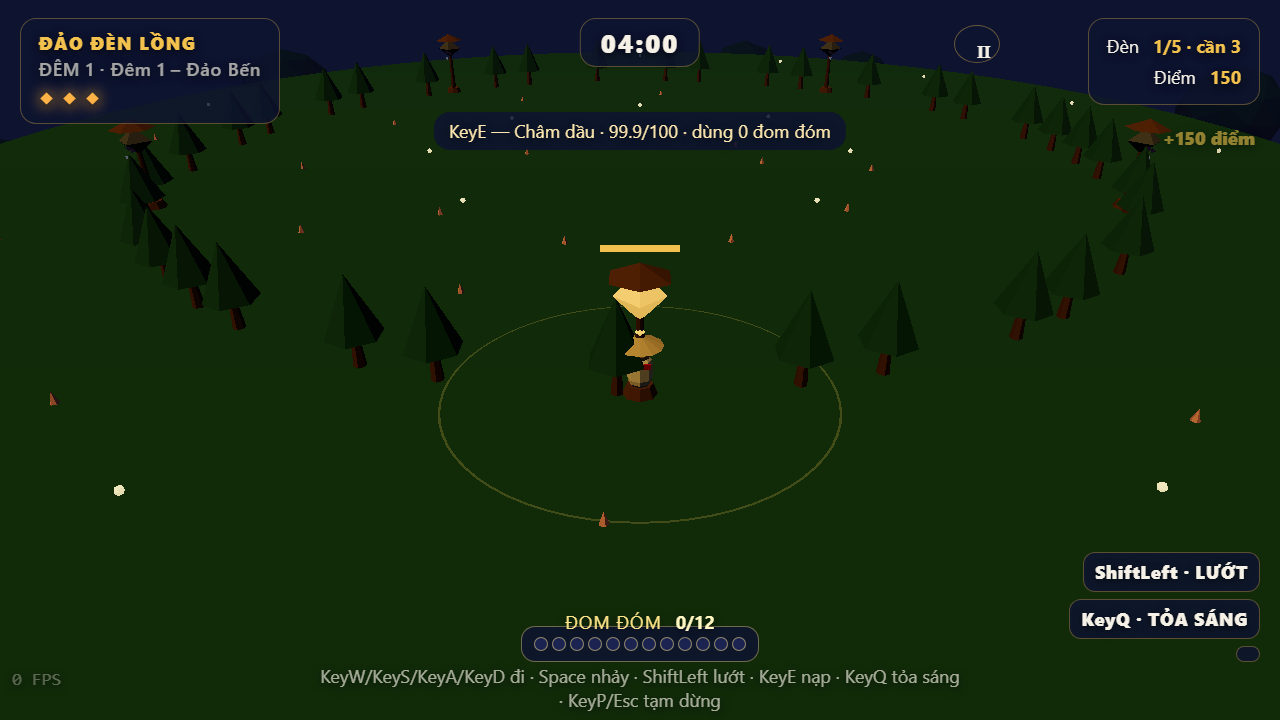 ĐẢO ĐÈN LỒNG
ĐÊM 1 · Đêm 1 – Đảo Bến
04:00
II
Đèn 1/5 · cần 3
Điểm 150
KeyE — Châm dầu · 99.9/100 · dùng 0 đom đóm
+150 điểm
ShiftLeft · LƯỚT
KeyQ · TỎA SÁNG
ĐOM ĐÓM 0/12
KeyW/KeyS/KeyA/KeyD đi · Space nhảy · ShiftLeft lướt · KeyE nạp · KeyQ tỏa sáng
· KeyP/Esc tạm dừng
0 FPS